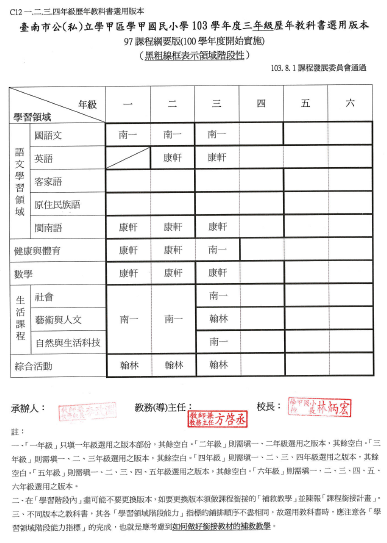 C12 一.二.三.四年級歷年教科書選用版本
臺南市公(私)立學甲區學甲國民小學 103 學年度三年級歷年教科書選用版本
97 課程綱要版(100 學年度開始實施)
(黑粗線框表示領域階段性)
103.8.1 課程發展委員會通過
年級 一 二 三 四 五 六
學習領域
語文學習領域
國語文 南一 南一 南一
英語 康軒 康軒
客家語
原住民族語
閩南語 康軒 康軒 康軒
健康與體育 康軒 康軒 南一
數學 康軒 康軒 康軒
生活課程 南一 南一
社會 南一
藝術與人文 翰林
自然與生活科技 南一
綜合活動 翰林 翰林 翰林
承辦人: 教務(導)主任: 方啓丞 校長: 林炳宏
註:
一、「一年級」只填一年級選用之版本部份,其餘空白。「二年級」則需填一、二年級選用之版本,其餘空白。「三
年級」則需填一、二、三年級選用之版本,其餘空白。「四年級」則需填一、二、三、四年級選用之版本,其餘空
白。「五年級」則需填一、二、三、四、五年級選用之版本,其餘空白。「六年級」則需填一、二、三、四、五、
六年級選用之版本。
二、在「學習階段內」盡可能不要更換版本,如要更換版本須做課程銜接的「補救教學」並陳報「課程銜接計畫」。
三、不同版本之教科書,其各「學習領域階段能力」指標的鋪排順序不盡相同,故選用教科書時,應注意各「學
習領域階段能力指標」的完成,也就是應考慮到如何做好銜接教材的補救教學。